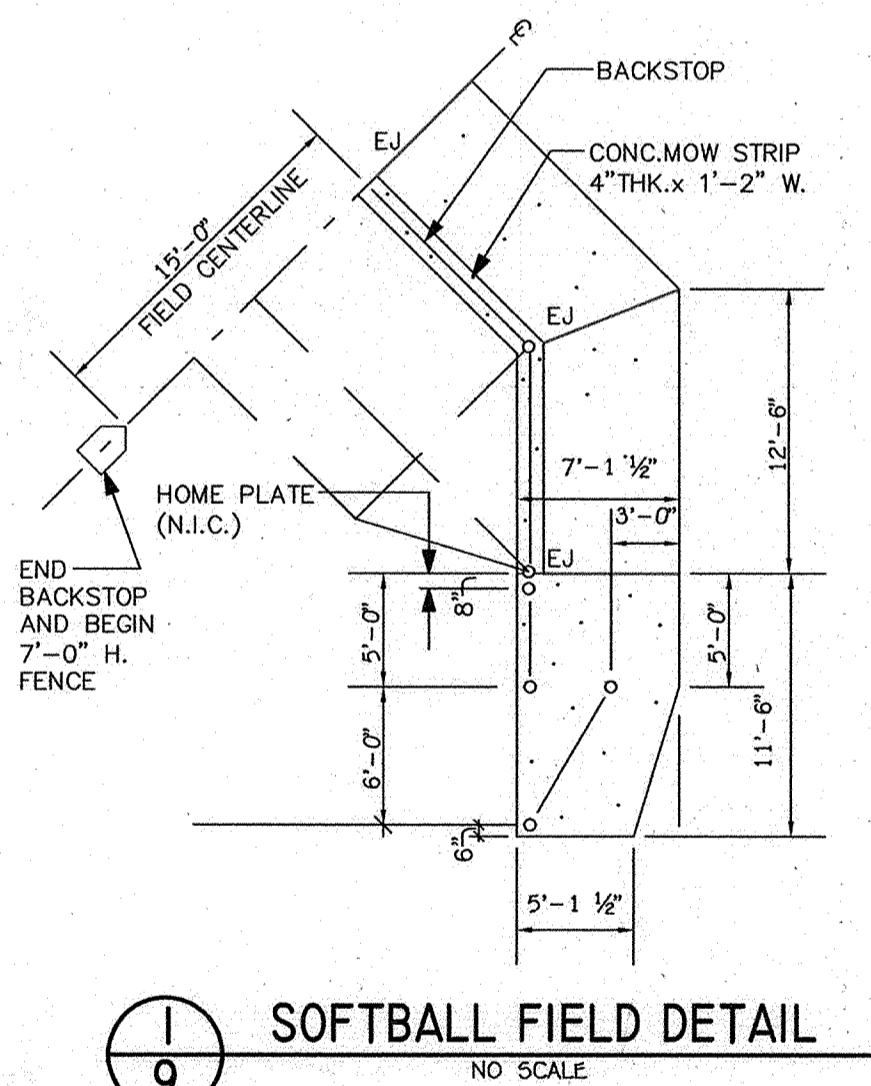 ℄
BACKSTOP
EJ
CONC.MOW STRIP
4"THK.x 1'-2" W.
15'-0"
FIELD CENTERLINE
EJ
12'-6"
7'-1 ½"
HOME PLATE
(N.I.C.)
3'-0"
EJ
END
BACKSTOP
AND BEGIN
7'-0" H.
FENCE
8"
5'-0"
5'-0"
6'-0"
11'-6"
6"
5'-1 ½"
1
9
SOFTBALL FIELD DETAIL
NO SCALE